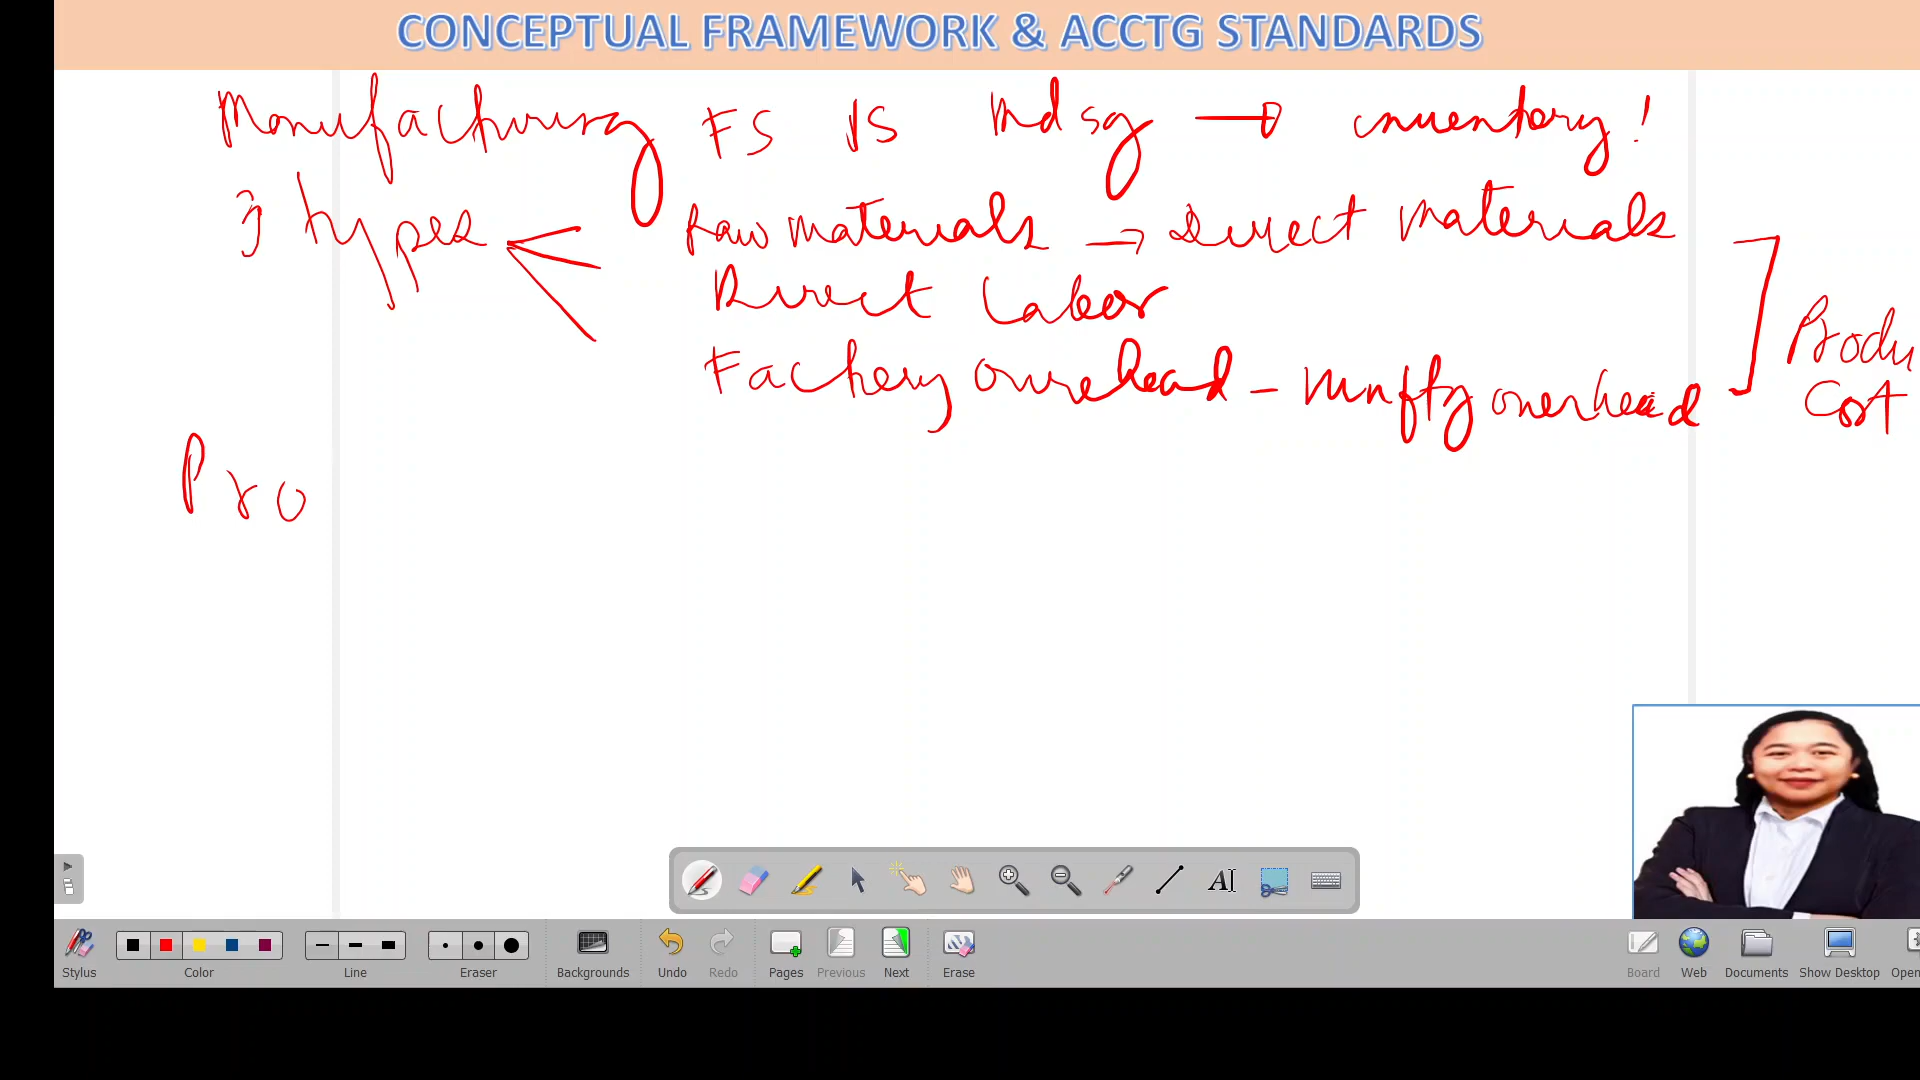 CONCEPTUAL FRAMEWORK & ACCTG STANDARDS
Manufacturing FS VS Mdsg → inventory!
3 types
Raw materials → Direct materials
Direct Labor
Factory overhead - Mnftg overhead
Produ
Cost
Pro
Stylus
Color
Line
Eraser
Backgrounds
Undo
Redo
Pages
Previous
Next
Erase
Board
Web
Documents
Show Desktop
Open